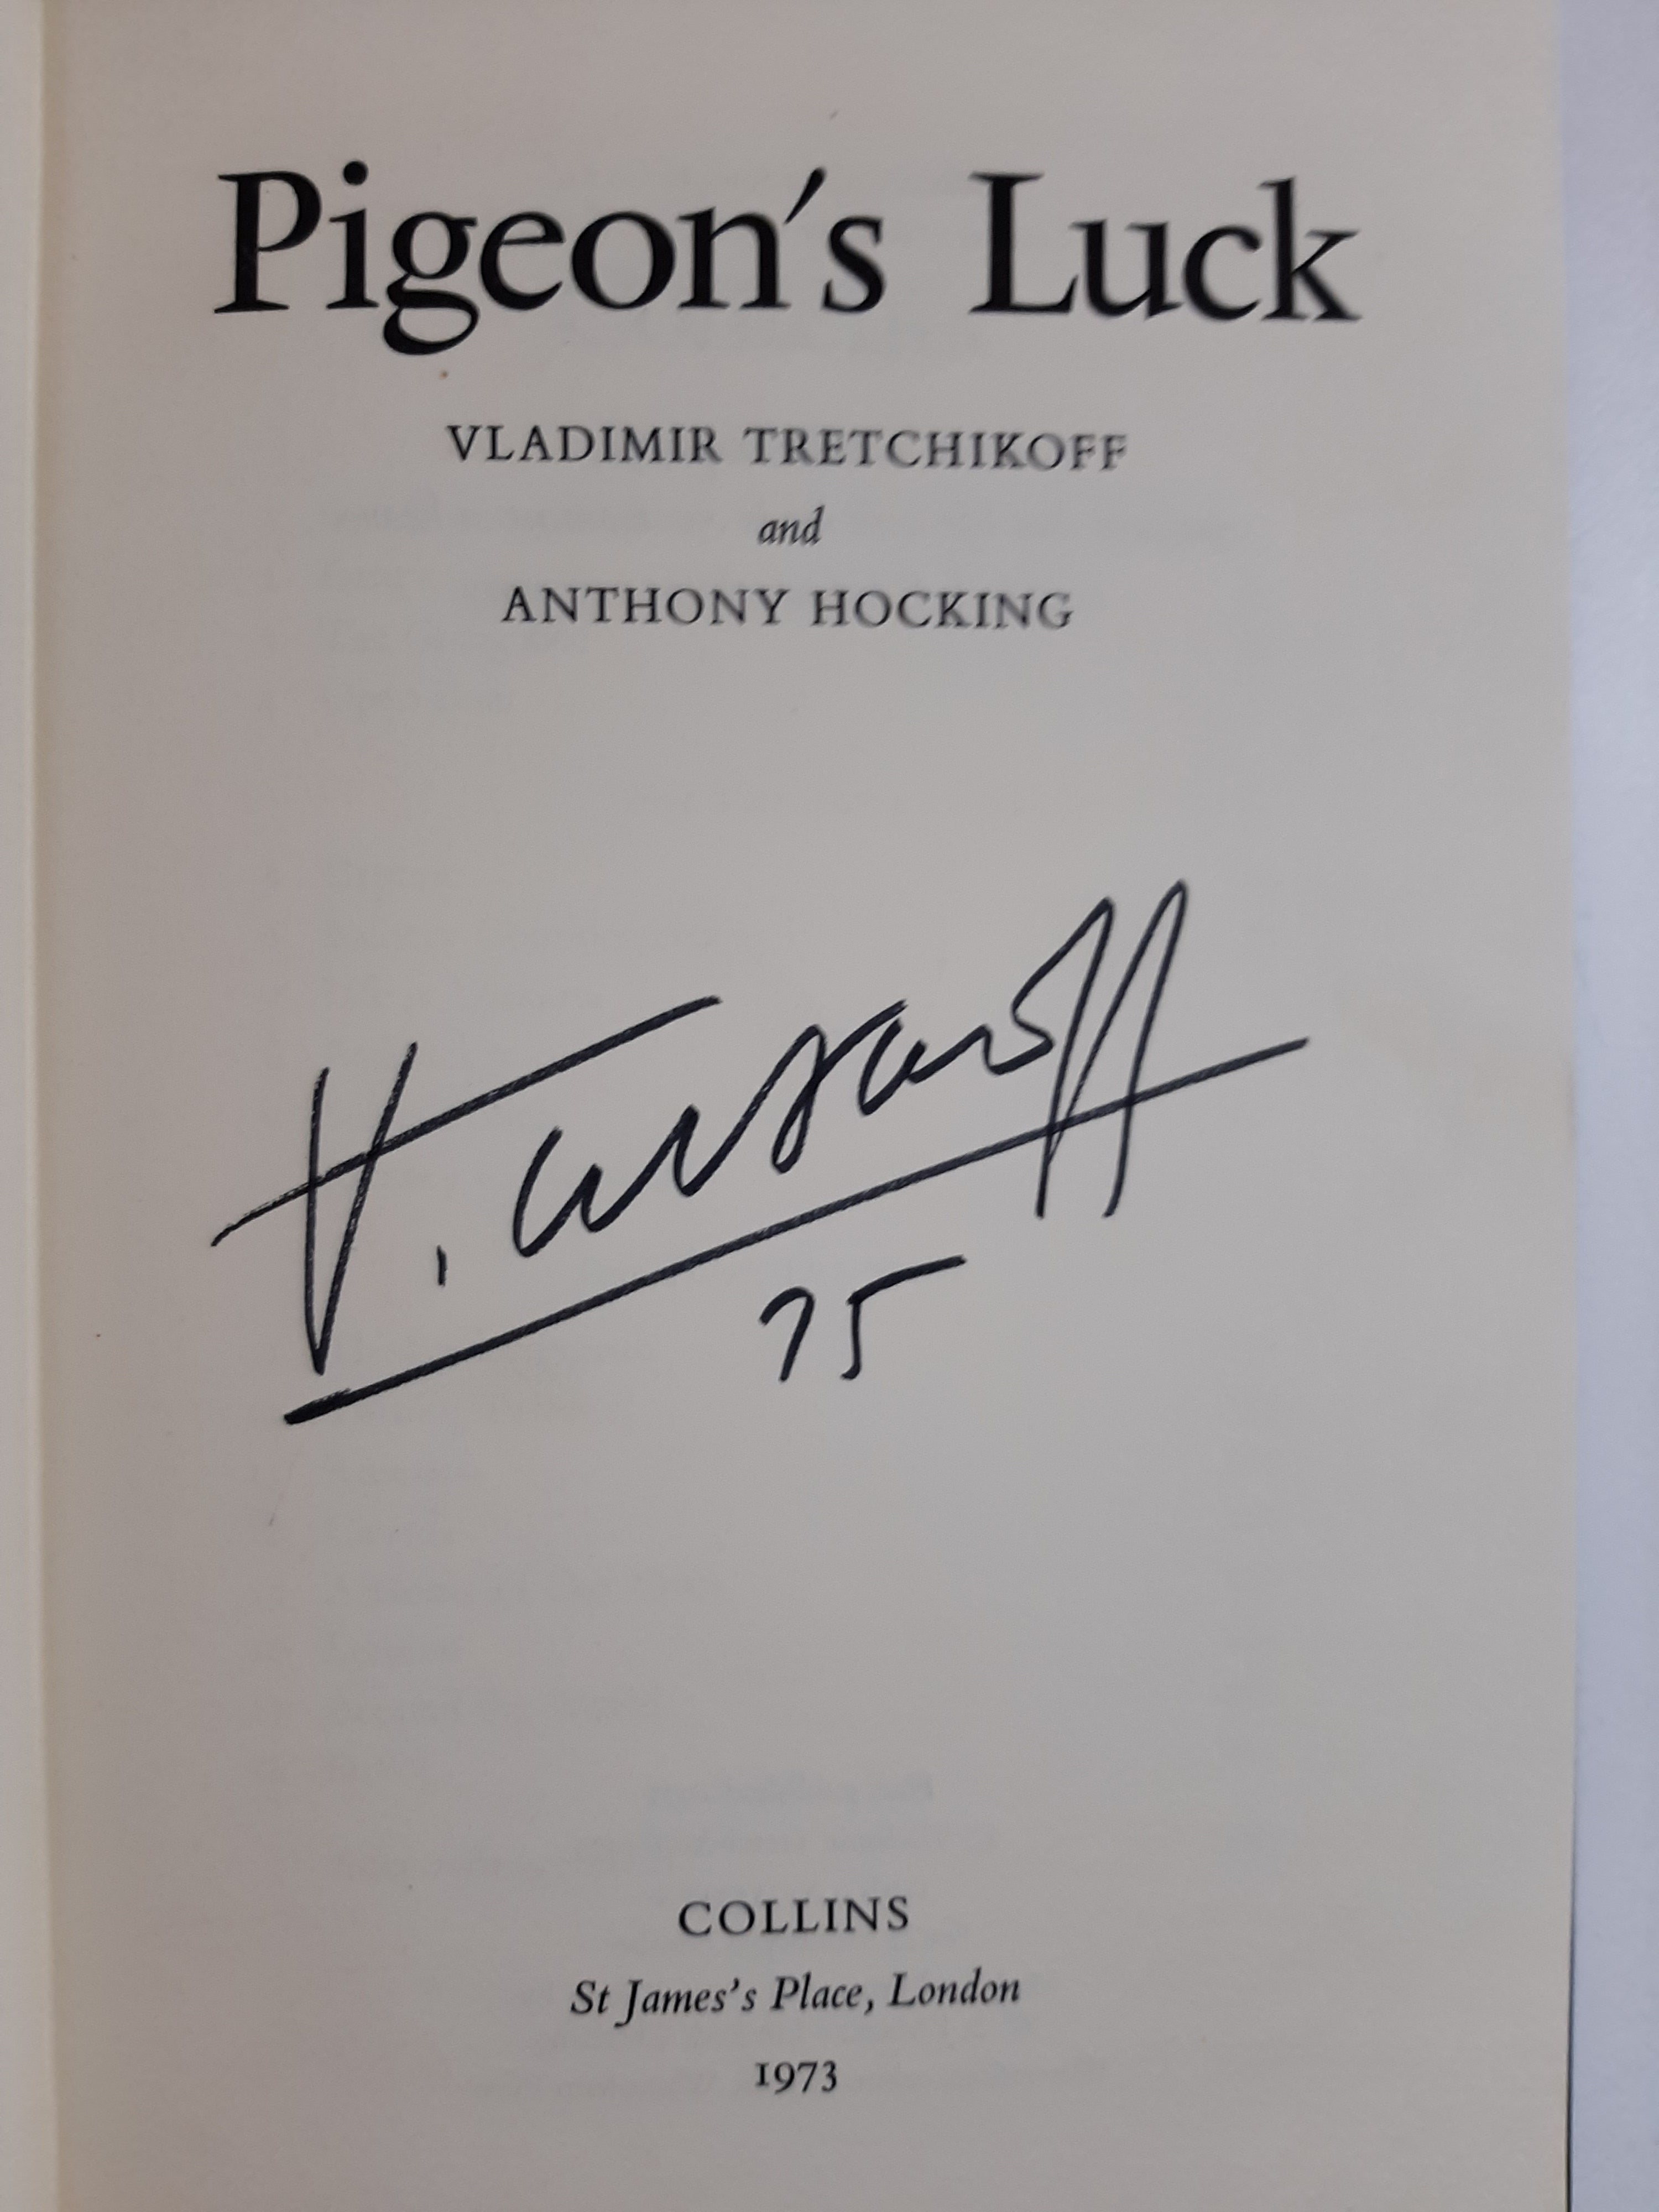 Pigeon's Luck
VLADIMIR TRETCHIKOFF
and
ANTHONY HOCKING
75
COLLINS
St James's Place, London
1973